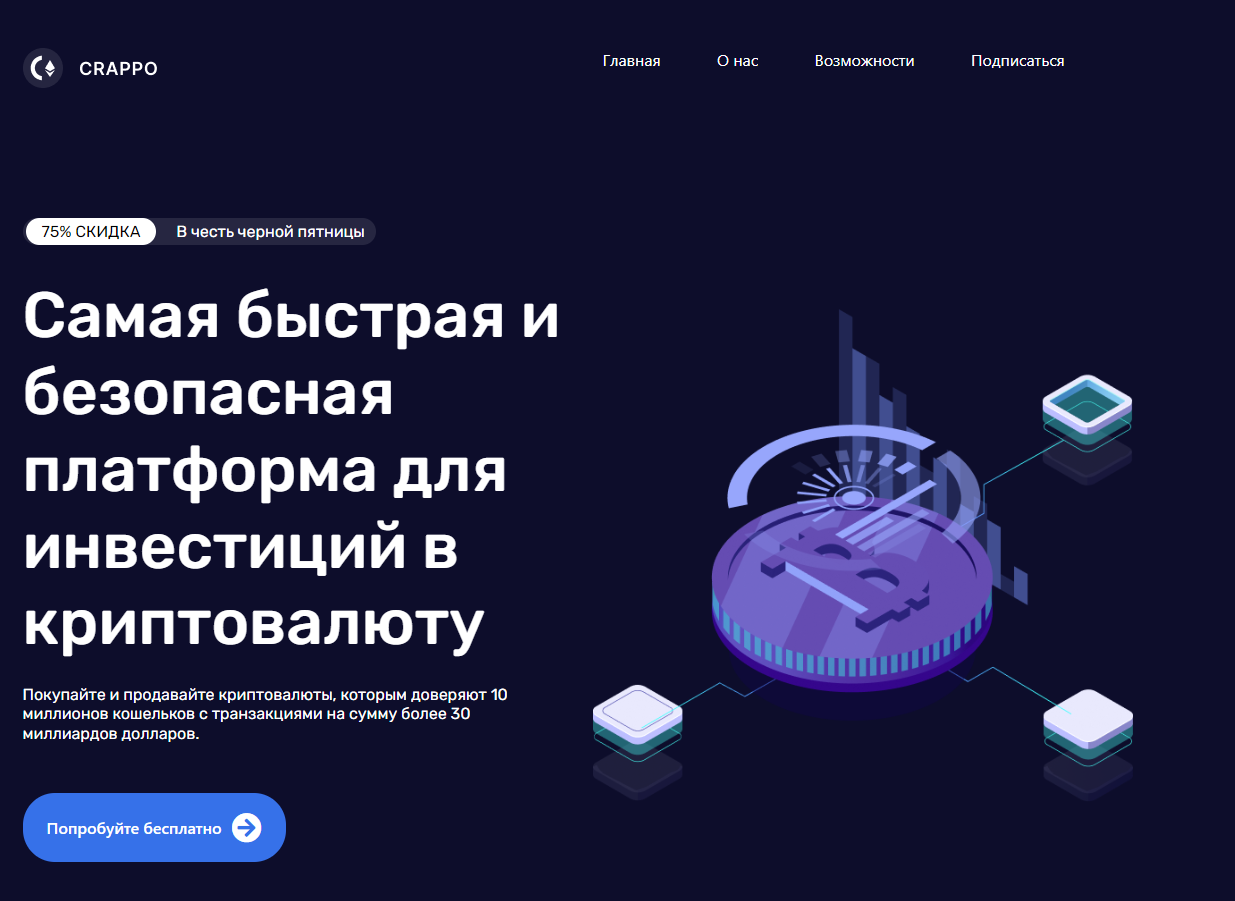 CRAPPO
Главная
О нас
Возможности
Подписаться
75% СКИДКА
В честь черной пятницы
Самая быстрая и
безопасная
платформа для
инвестиций в
криптовалюту
Покупайте и продавайте криптовалюты, которым доверяют 10
миллионов кошельков с транзакциями на сумму более 30
миллиардов долларов.
Попробуйте бесплатно